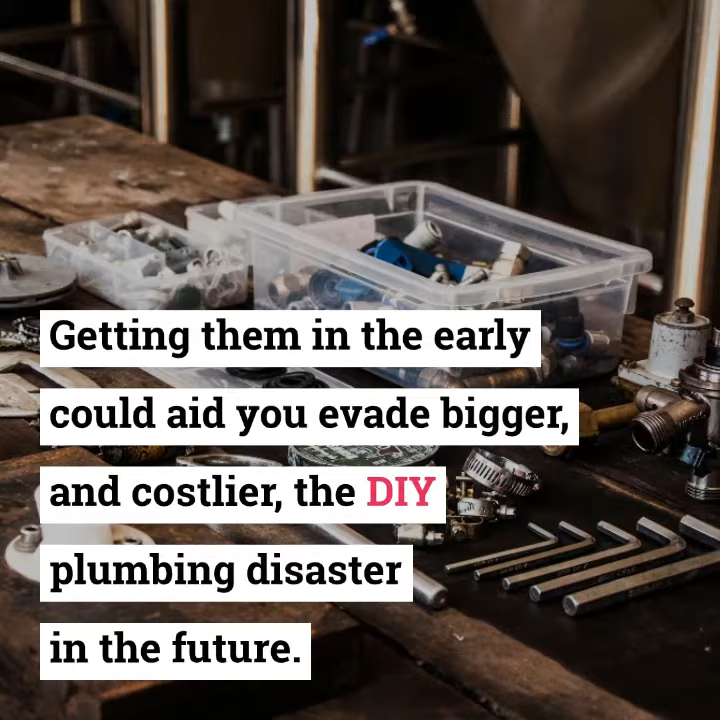 Getting them in the early
could aid you evade bigger,
and costlier, the DIY
plumbing disaster
in the future.